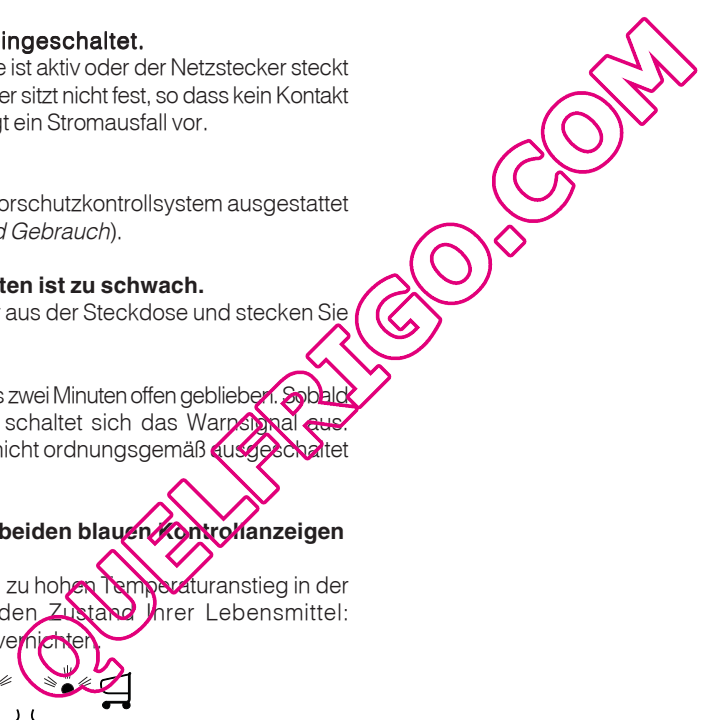 ingeschaltet.
e ist aktiv oder der Netzstecker steckt
er sitzt nicht fest, so dass kein Kontakt
gt ein Stromausfall vor.
orschutzkontrollsystem ausgestattet
d Gebrauch).
ten ist zu schwach.
r aus der Steckdose und stecken Sie
s zwei Minuten offen geblieben. Sobald
schaltet sich das Warnsignal aus.
nicht ordnungsgemäß ausgeschaltet
beiden blauen Kontrollanzeigen
zu hohen Temperaturanstieg in der
den Zustand Ihrer Lebensmittel:
vernichten.
QUELFRIGO.COM